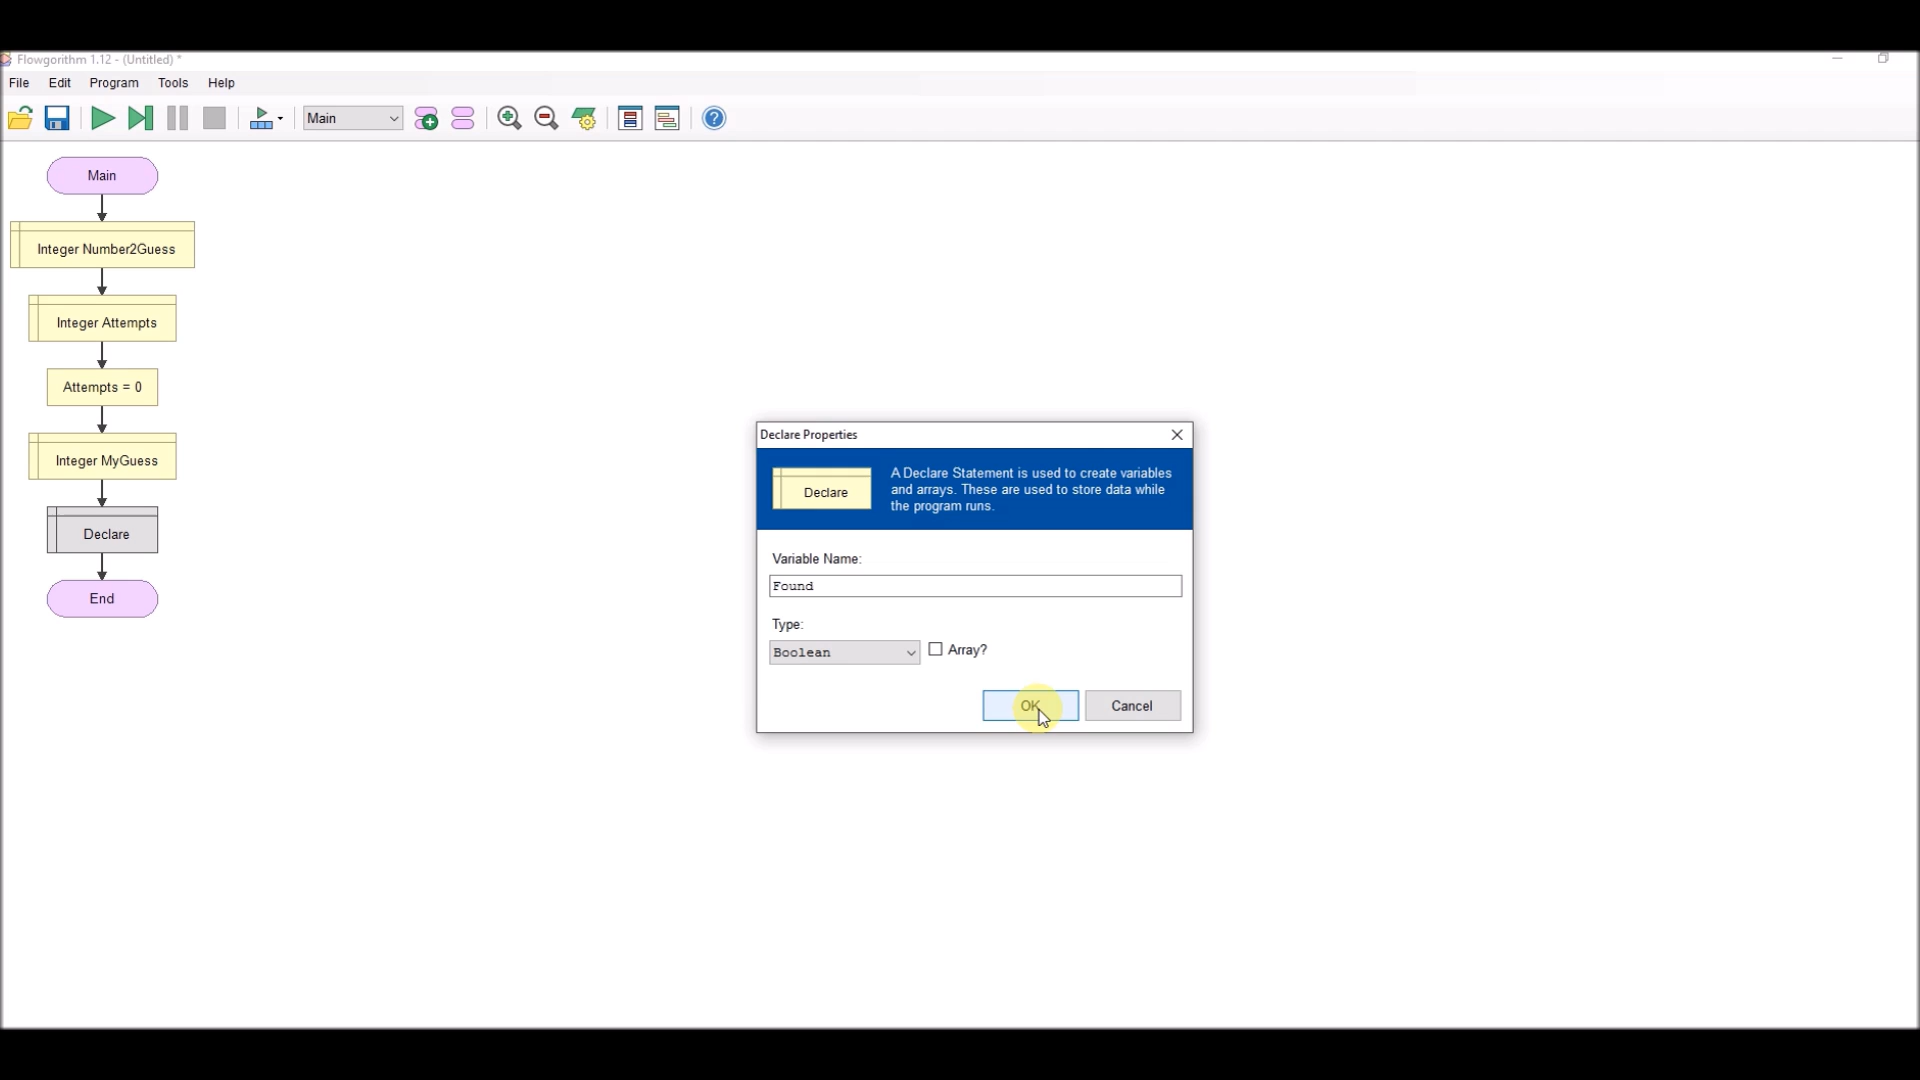 Flowgorithm 1.12 - (Untitled) *
File Edit Program Tools Help
Main
Main
Integer Number2Guess
Integer Attempts
Attempts = 0
Integer MyGuess
Declare
End
Declare Properties
Declare
A Declare Statement is used to create variables
and arrays. These are used to store data while
the program runs.
Variable Name:
Found
Type:
Boolean
Array?
OK
Cancel